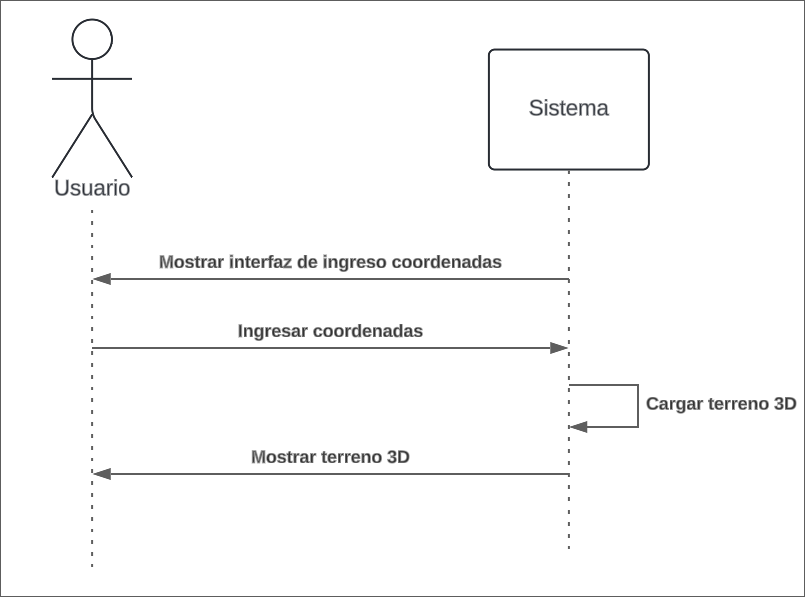 Sistema
Usuario
Mostrar interfaz de ingreso coordenadas
Ingresar coordenadas
Cargar terreno 3D
Mostrar terreno 3D